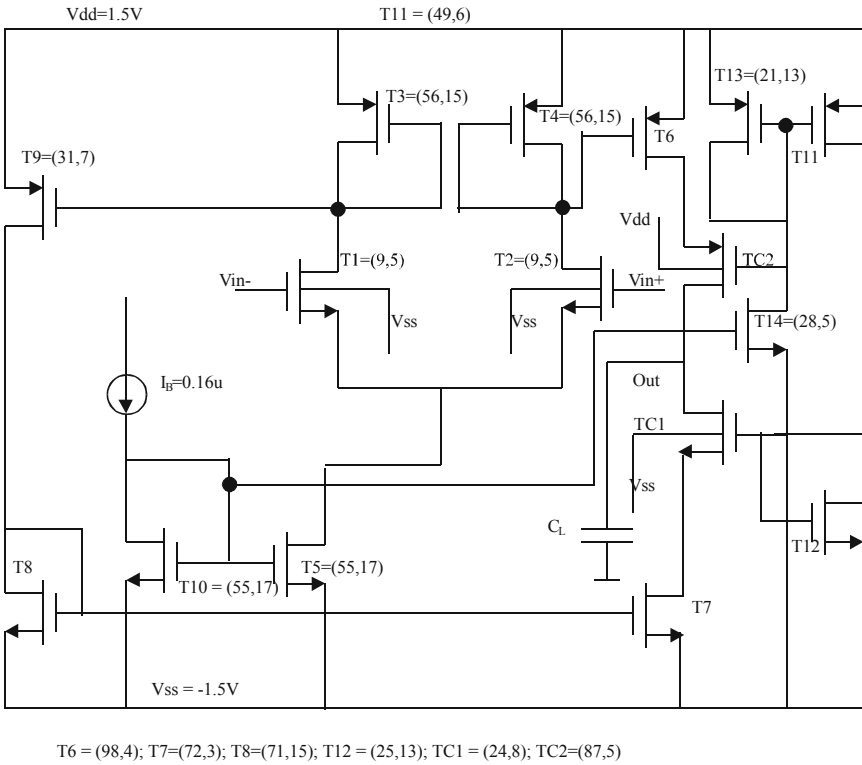 Vdd=1.5V
T11 = (49,6)
T13=(21,13)
T3=(56,15)
T4=(56,15)
T6
T11
T9=(31,7)
Vdd
T1=(9,5)
T2=(9,5)
TC2
Vin-
Vin+
Vss
Vss
T14=(28,5)
IB=0.16u
Out
TC1
Vss
CL
T12
T8
T5=(55,17)
T10 = (55,17)
T7
Vss = -1.5V
T6 = (98,4); T7=(72,3); T8=(71,15); T12 = (25,13); TC1 = (24,8); TC2=(87,5)